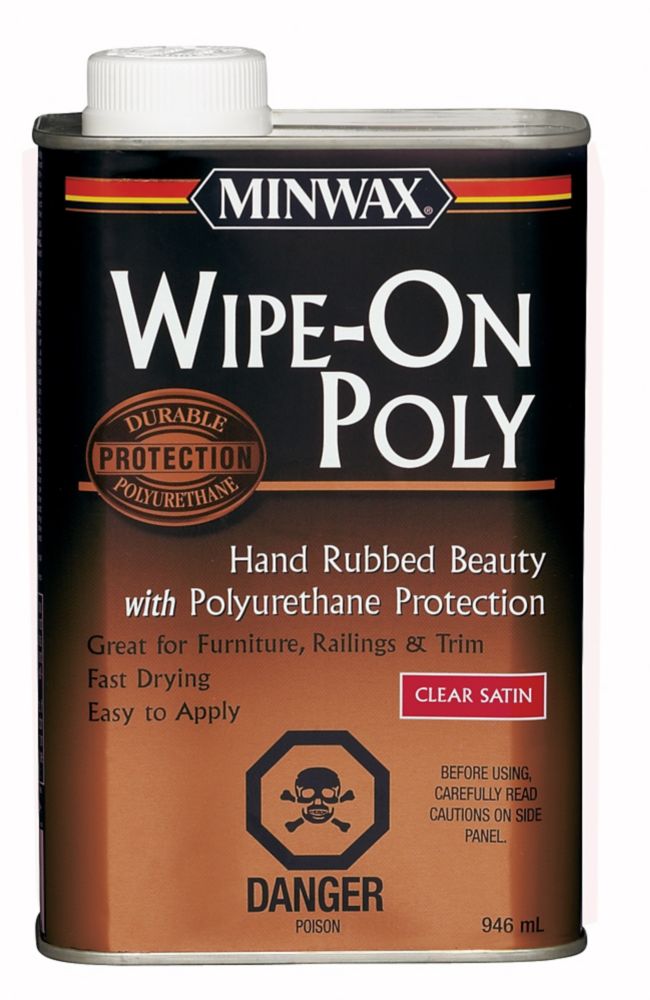 MINWAX®
WIPE-ON
POLY
DURABLE
PROTECTION
POLYURETHANE
Hand Rubbed Beauty
with Polyurethane Protection
Great for Furniture, Railings & Trim
Fast Drying
Easy to Apply
CLEAR SATIN
BEFORE USING,
CAREFULLY READ
CAUTIONS ON SIDE
PANEL.
DANGER
POISON
946 mL